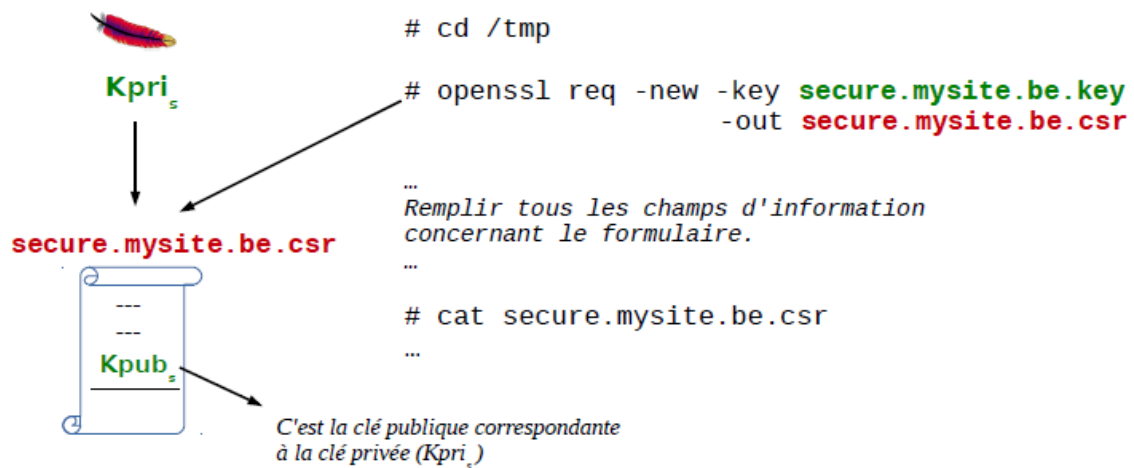 # cd /tmp
Kpri s
# openssl req -new -key secure.mysite.be.key
-out secure.mysite.be.csr
…
Remplir tous les champs d'information
concernant le formulaire.
…
secure.mysite.be.csr
---
---
Kpub s
# cat secure.mysite.be.csr
…
C'est la clé publique correspondante
à la clé privée (Kpri s)